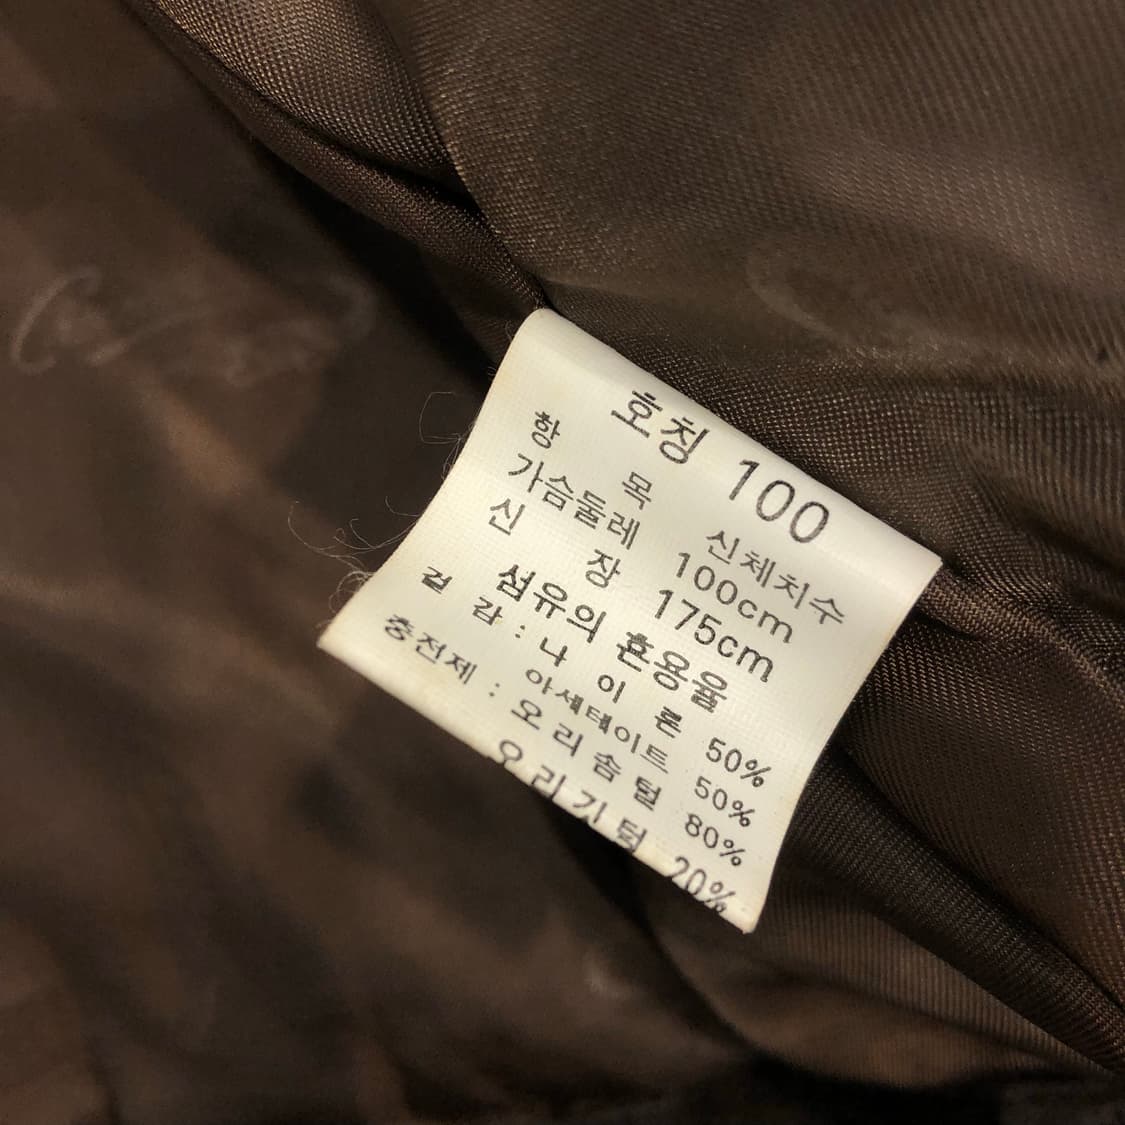 호칭 100
항 목 신체치수
가슴둘레 100cm
신 장 175cm
섬유의 혼용율
겉 감 : 나 이 론 50%
아세테이트 50%
충전제 : 오 리 솜 털 80%
오 리 깃 털 20%